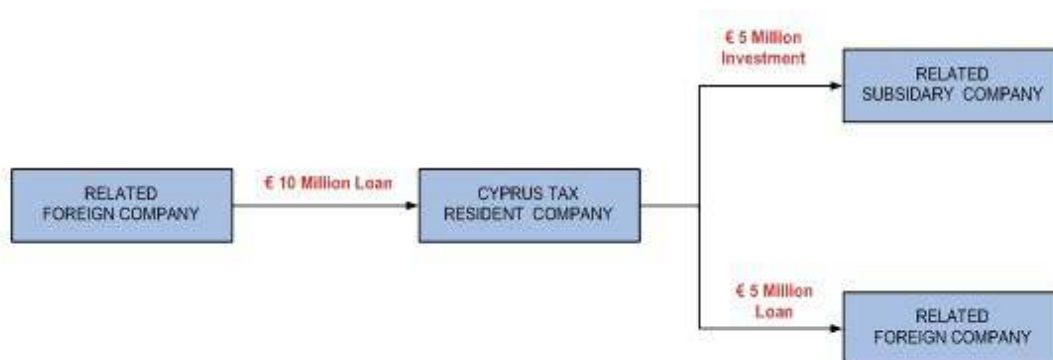 € 5 Million
Investment
RELATED
SUBSIDARY COMPANY
RELATED
FOREIGN COMPANY
€ 10 Million Loan
CYPRUS TAX
RESIDENT COMPANY
€ 5 Million
Loan
RELATED
FOREIGN COMPANY